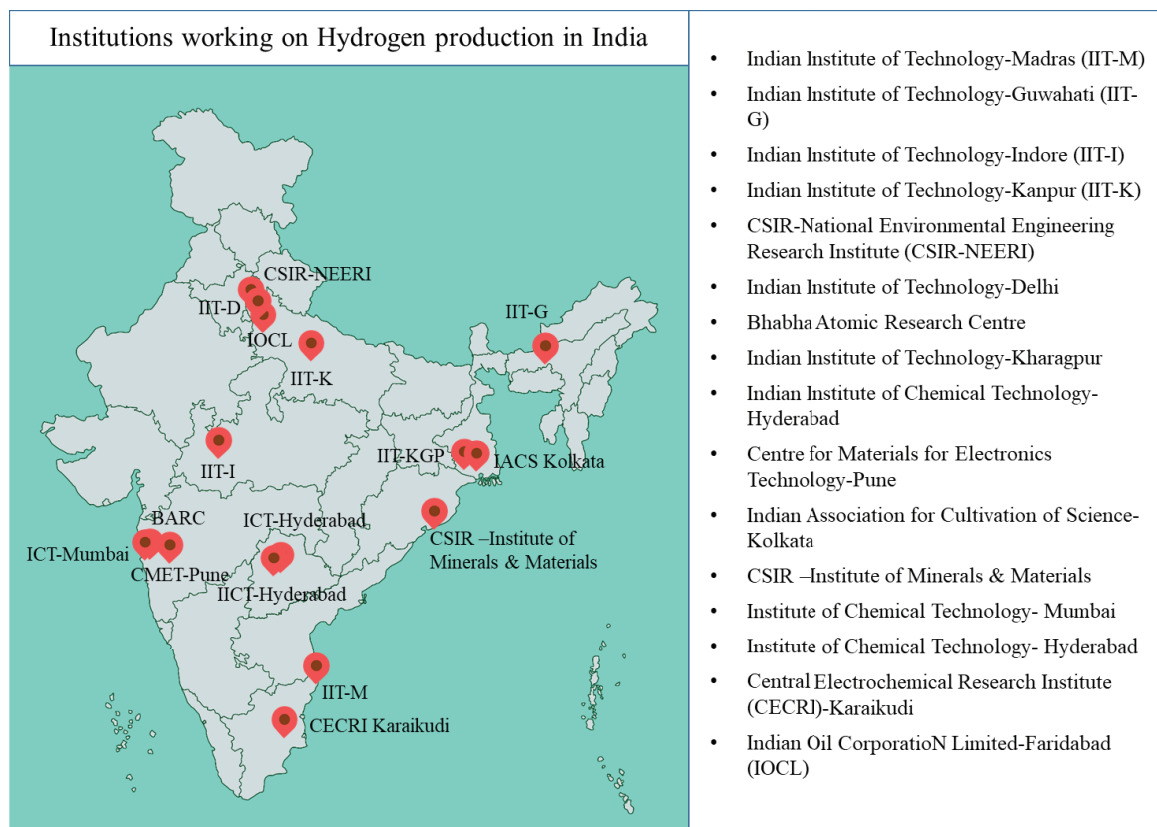 Institutions working on Hydrogen production in India
CSIR-NEERI
IIT-D
IOCL
IIT-K
IIT-G
IIT-I
IIT-KGP
IACS Kolkata
BARC
ICT-Hyderabad
ICT-Mumbai
CMET-Pune
IICT-Hyderabad
CSIR –Institute of
Minerals & Materials
IIT-M
CECRI Karaikudi
• Indian Institute of Technology-Madras (IIT-M)
• Indian Institute of Technology-Guwahati (IIT-
G)
• Indian Institute of Technology-Indore (IIT-I)
• Indian Institute of Technology-Kanpur (IIT-K)
• CSIR-National Environmental Engineering
Research Institute (CSIR-NEERI)
• Indian Institute of Technology-Delhi
• Bhabha Atomic Research Centre
• Indian Institute of Technology-Kharagpur
• Indian Institute of Chemical Technology-
Hyderabad
• Centre for Materials for Electronics
Technology-Pune
• Indian Association for Cultivation of Science-
Kolkata
• CSIR –Institute of Minerals & Materials
• Institute of Chemical Technology- Mumbai
• Institute of Chemical Technology- Hyderabad
• Central Electrochemical Research Institute
(CECRI)-Karaikudi
• Indian Oil CorporatioN Limited-Faridabad
(IOCL)